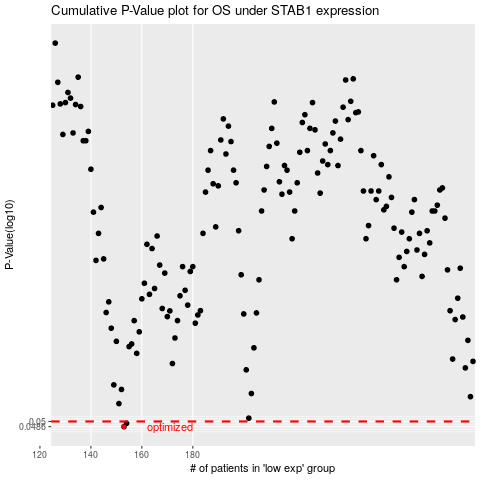 Cumulative P-Value plot for OS under STAB1 expression
P-Value(log10)
0.05
0.0486
optimized
120 140 160 180
# of patients in 'low exp' group